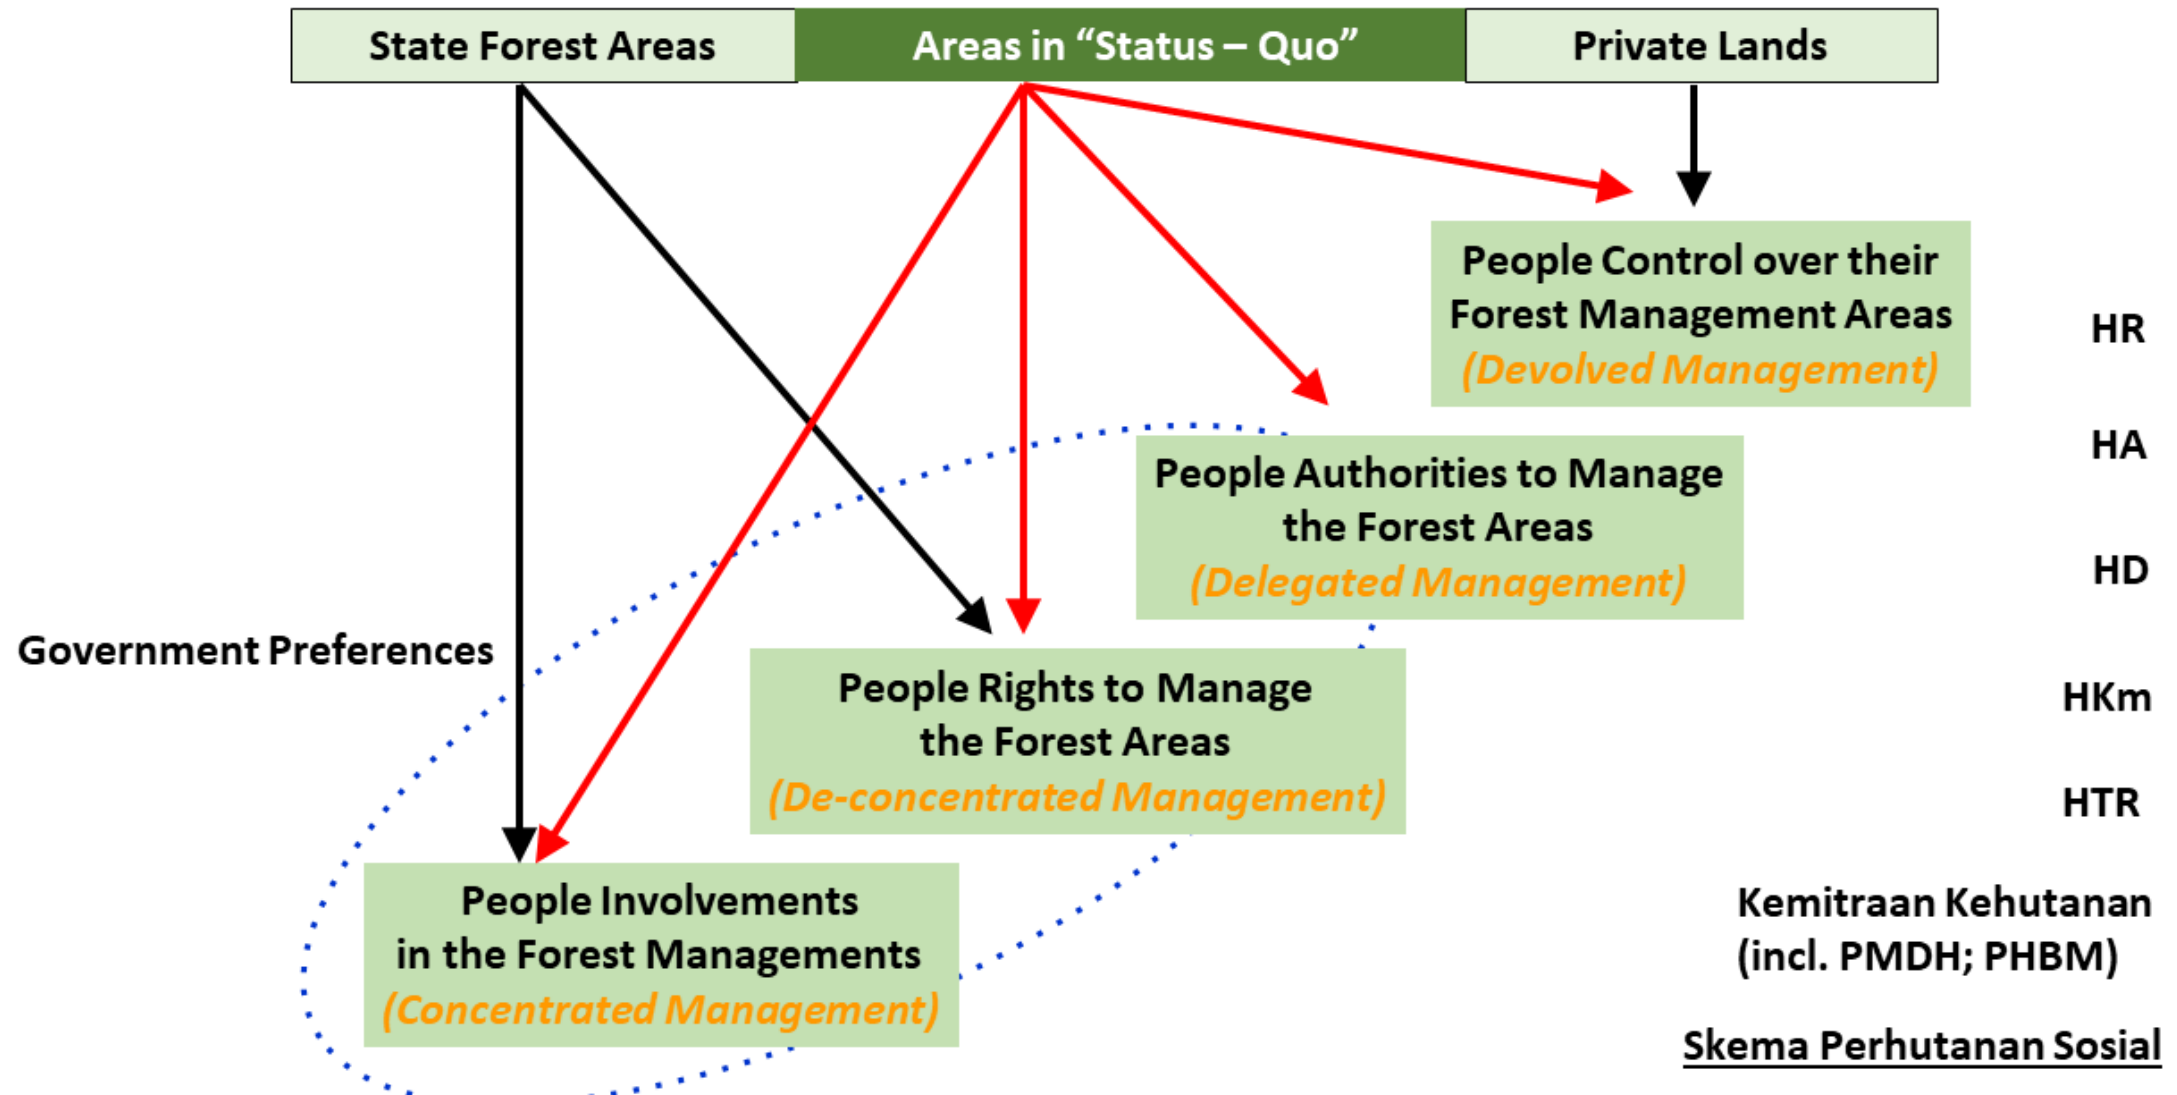 State Forest Areas
Areas in “Status – Quo”
Private Lands
People Control over their
Forest Management Areas
(Devolved Management)
HR
HA
People Authorities to Manage
the Forest Areas
(Delegated Management)
HD
Government Preferences
People Rights to Manage
the Forest Areas
(De-concentrated Management)
HKm
HTR
People Involvements
in the Forest Managements
(Concentrated Management)
Kemitraan Kehutanan
(incl. PMDH; PHBM)
Skema Perhutanan Sosial